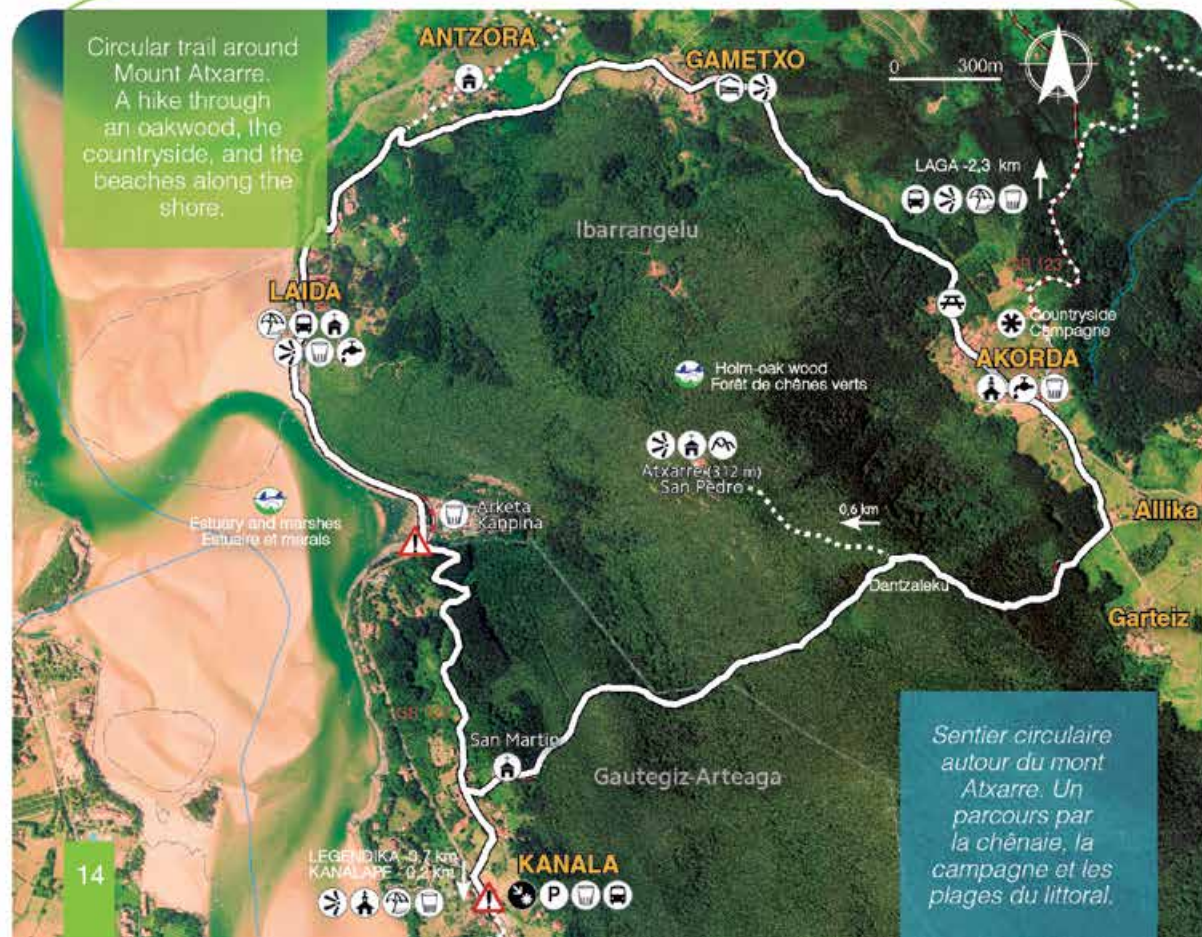 Circular trail around
Mount Atxarre.
A hike through
an oakwood, the
countryside, and the
beaches along the
shore.
ANTZORA
GAMETXO
0 300m
LAGA -2,3 km
Ibarrangelu
LAIDA
Countryside
Campagne
AKORDA
Holm-oak wood
Forêt de chênes verts
Atxarre (312 m)
San Pedro
0,6 km
Arketa
Kanpina
Estuary and marshes
Estuaire et marais
Allika
Dantzaleku
Garteiz
San Martin
Gautegiz-Arteaga
LEGENDIKA -0,7 km
KANALAPE -0,2 km
KANALA
P
Sentier circulaire
autour du mont
Atxarre. Un
parcours par
la chênaie, la
campagne et les
plages du littoral.
14